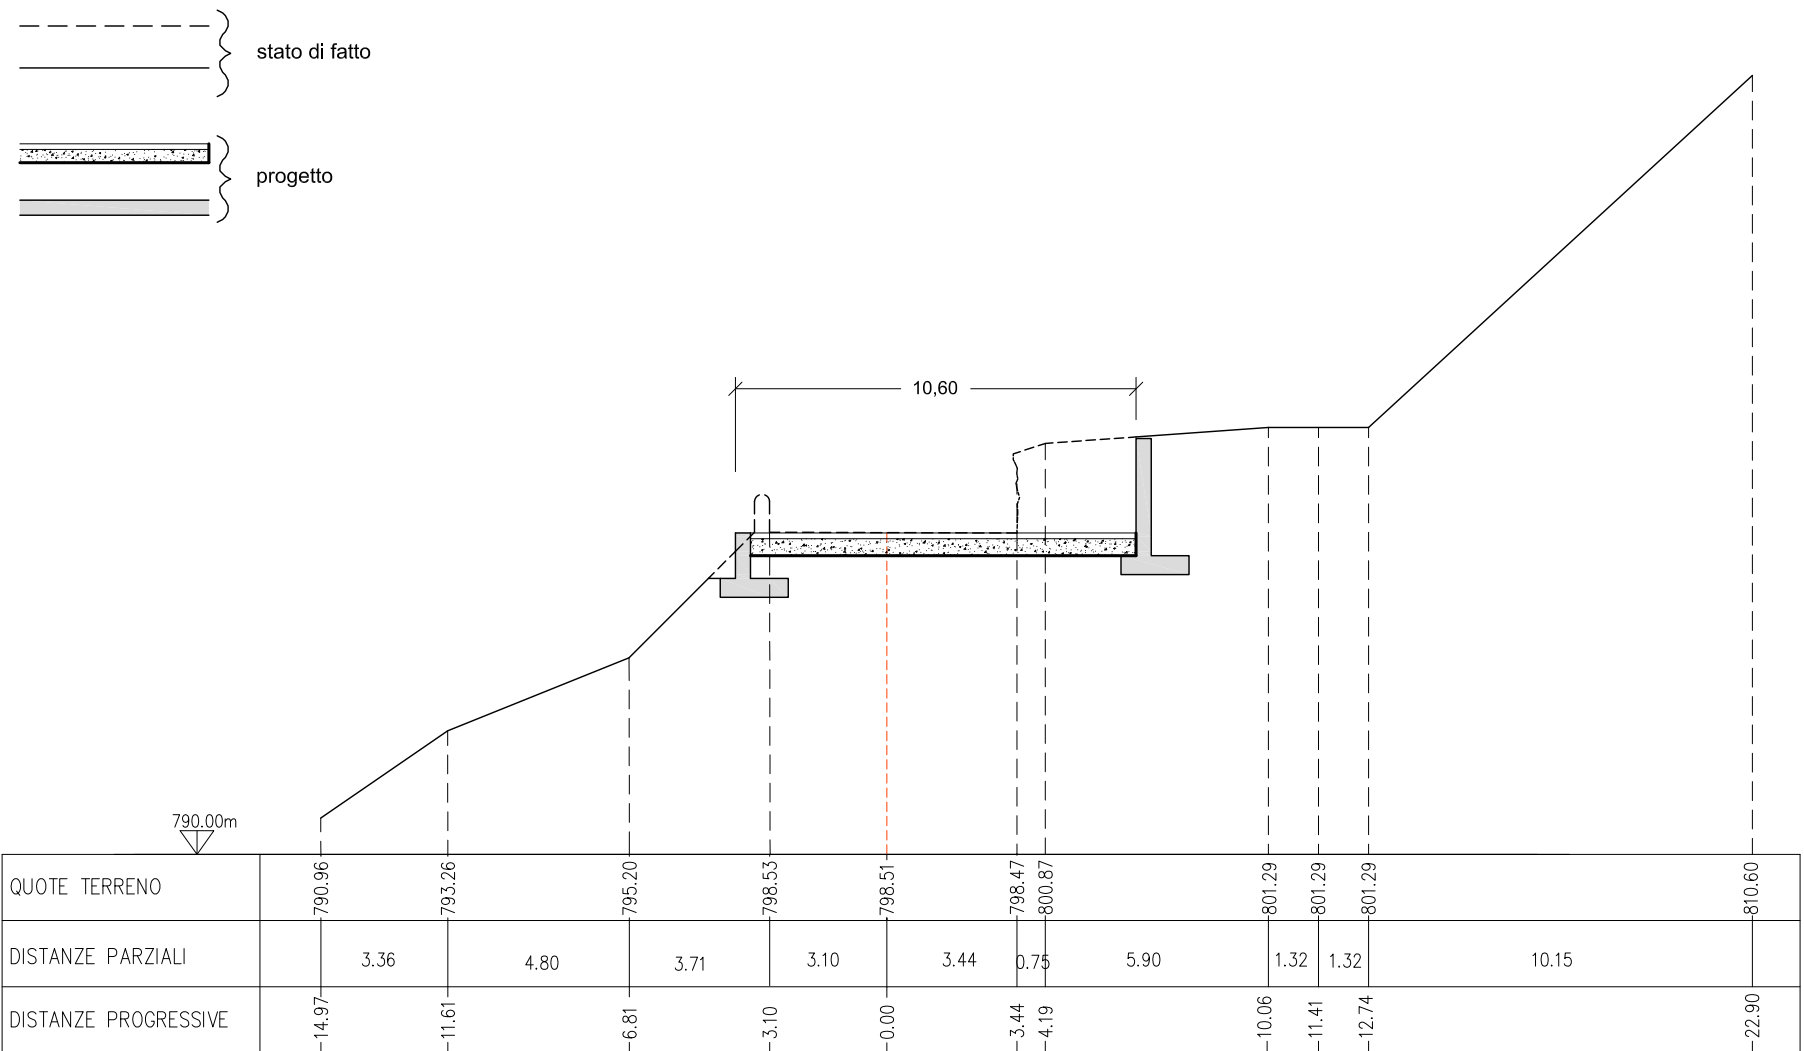 stato di fatto
progetto
10,60
790.00m
QUOTE TERRENO 790.96 793.26 795.20 798.53 798.51 798.47 800.87 801.29 801.29 801.29 810.60
DISTANZE PARZIALI 3.36 4.80 3.71 3.10 3.44 0.75 5.90 1.32 1.32 10.15
DISTANZE PROGRESSIVE 14.97 11.61 6.81 3.10 0.00 3.44 4.19 10.06 11.41 12.74 22.90